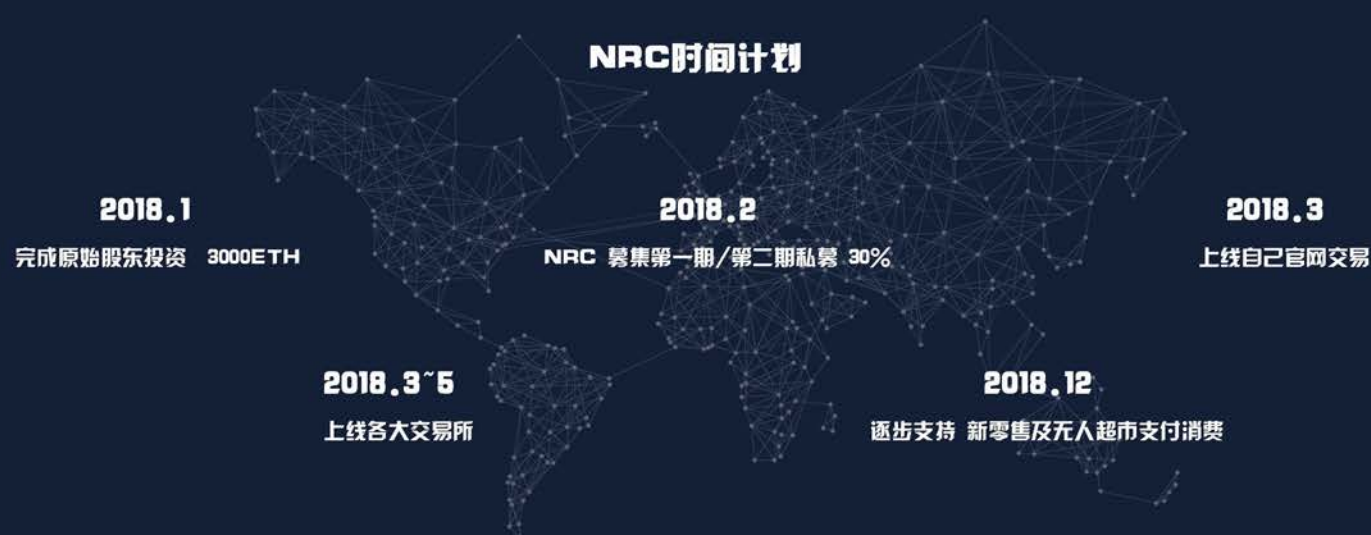 NRC时间计划
2018.1
完成原始股东投资 3000ETH
2018.2
NRC 募集第一期/第二期私募 30%
2018.3
上线自己官网交易
2018.3~5
上线各大交易所
2018.12
逐步支持 新零售及无人超市支付消费